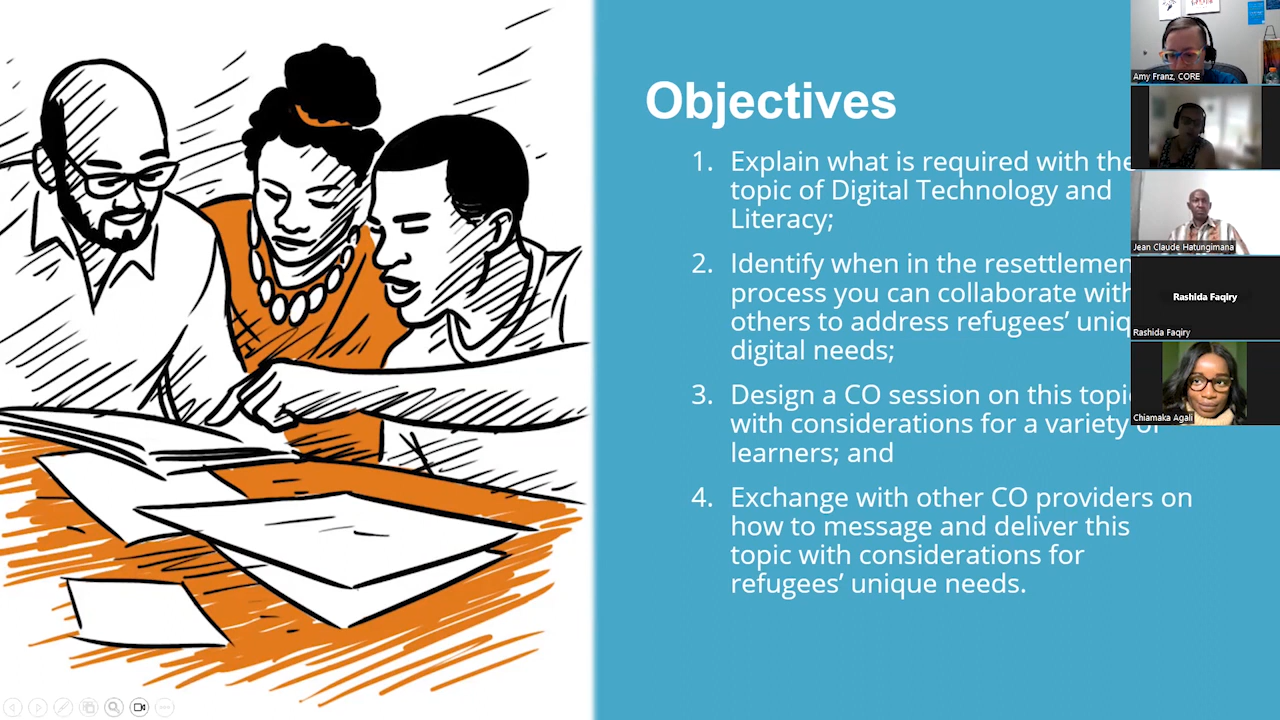 Objectives
1. Explain what is required with the
topic of Digital Technology and
Literacy;
2. Identify when in the resettlemen
process you can collaborate with
others to address refugees’ uniq
digital needs;
3. Design a CO session on this topi
with considerations for a variety of
learners; and
4. Exchange with other CO providers on
how to message and deliver this
topic with considerations for
refugees’ unique needs.
Amy Franz, CORE
Jean Claude Hatungimana
Rashida Faqiry
Rashida Faqiry
Chiamaka Agali